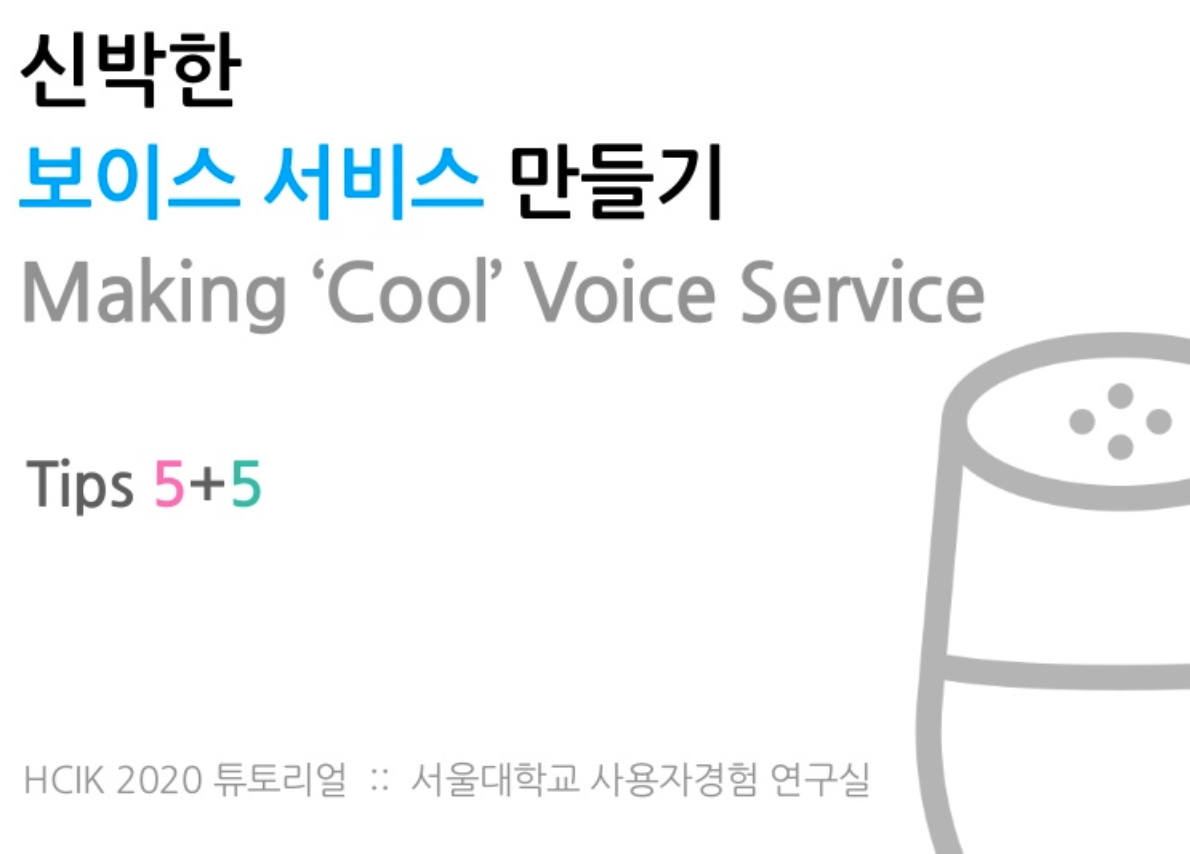 신박한
보이스 서비스 만들기
Making ‘Cool’ Voice Service
Tips 5+5
HCIK 2020 튜토리얼 :: 서울대학교 사용자경험 연구실